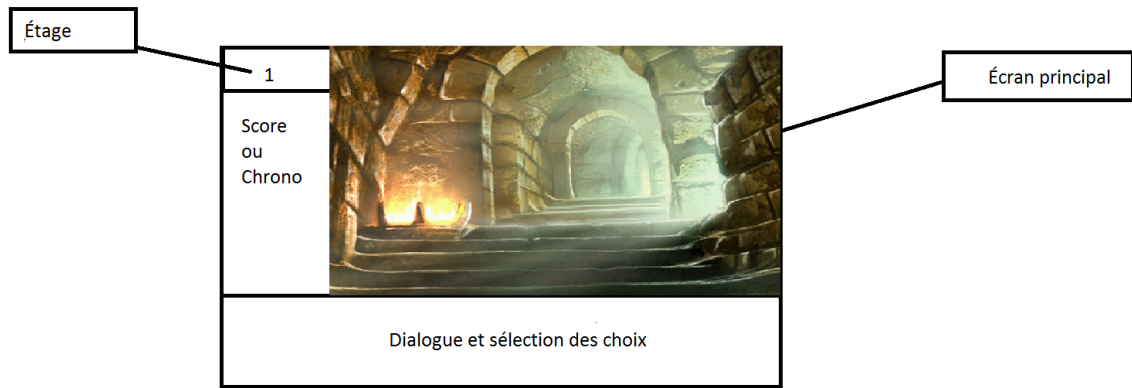 Étage
1
Écran principal
Score
ou
Chrono
Dialogue et sélection des choix